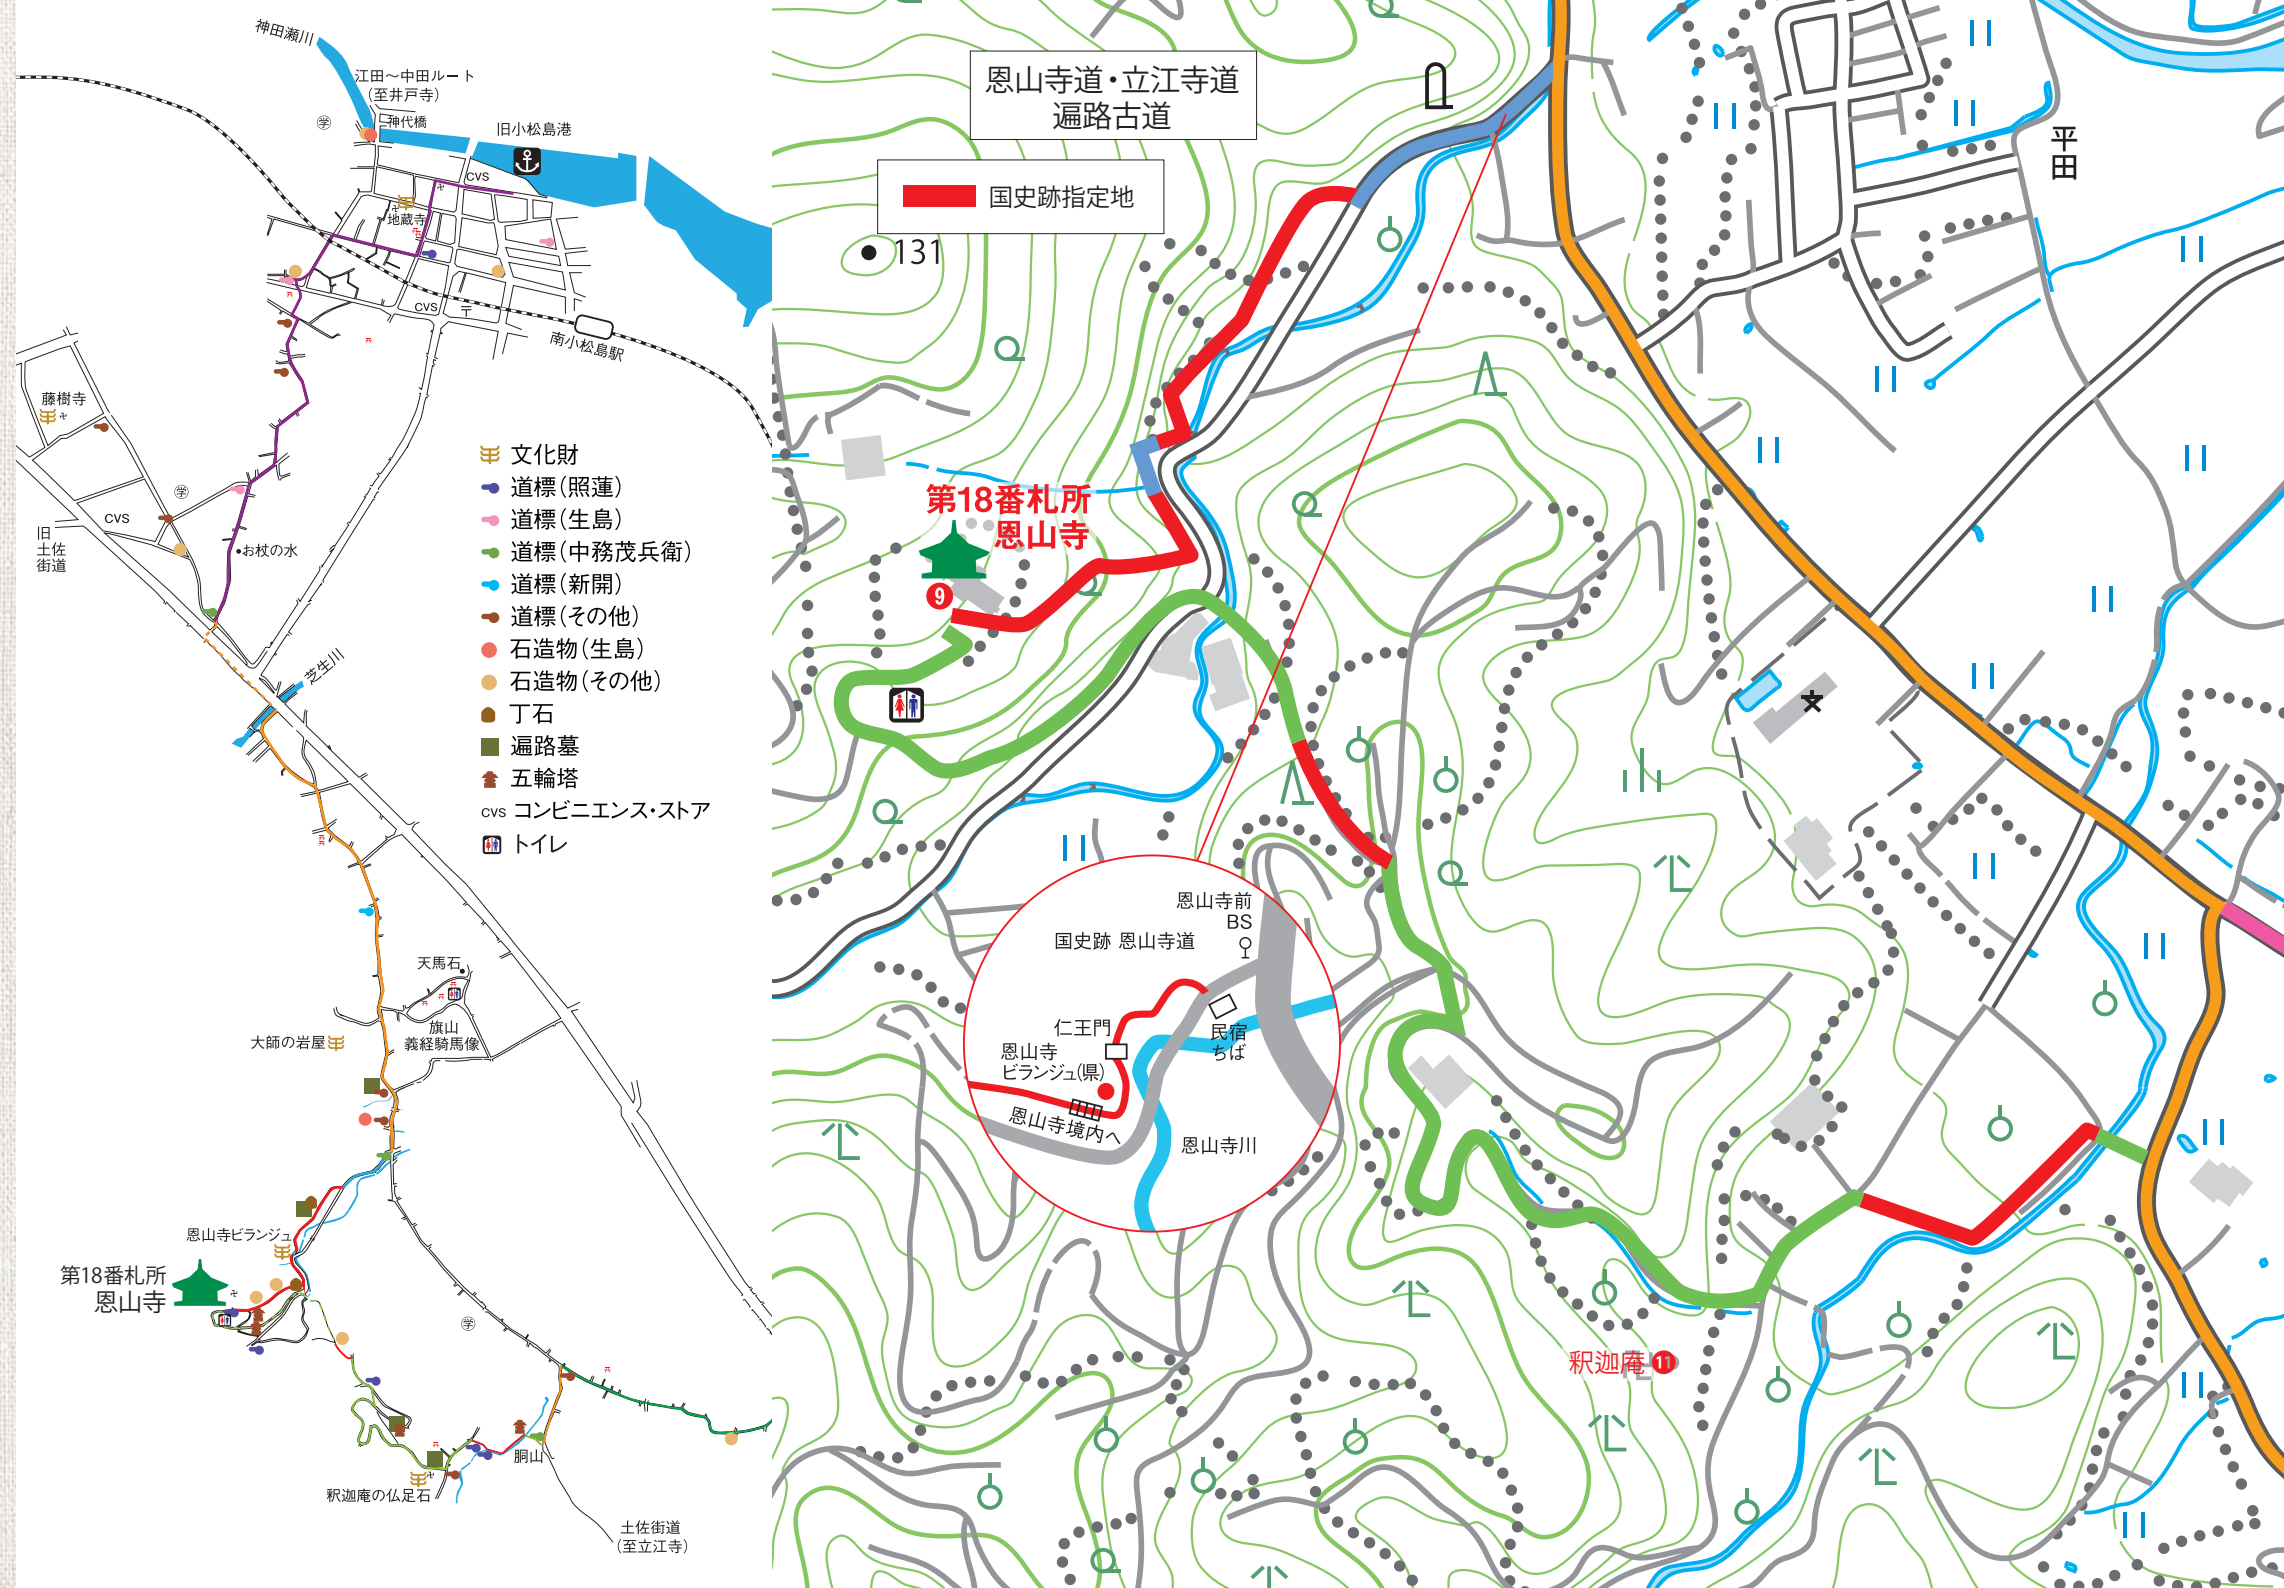 神田瀬川
江田～中田ルート
（至井戸寺）
学
神代橋
旧小松島港
CVS
地蔵寺
CVS
南小松島駅
藤樹寺
学
CVS
旧
土佐
街道
•お杖の水
芝生川
文化財
道標（照蓮）
道標（生島）
道標（中務茂兵衛）
道標（新開）
道標（その他）
石造物（生島）
石造物（その他）
丁石
遍路墓
五輪塔
CVS コンビニエンス・ストア
トイレ
天馬石
旗山
義経騎馬像
大師の岩屋
恩山寺ビランジュ
第18番札所
恩山寺
学
胴山
釈迦庵の仏足石
土佐街道
（至立江寺）
恩山寺道・立江寺道
遍路古道
国史跡指定地
131
平田
第18番札所
恩山寺
9
恩山寺前
BS
国史跡 恩山寺道
仁王門
民宿
ちば
恩山寺
ビランジュ（県）
恩山寺境内へ
恩山寺川
釈迦庵 11